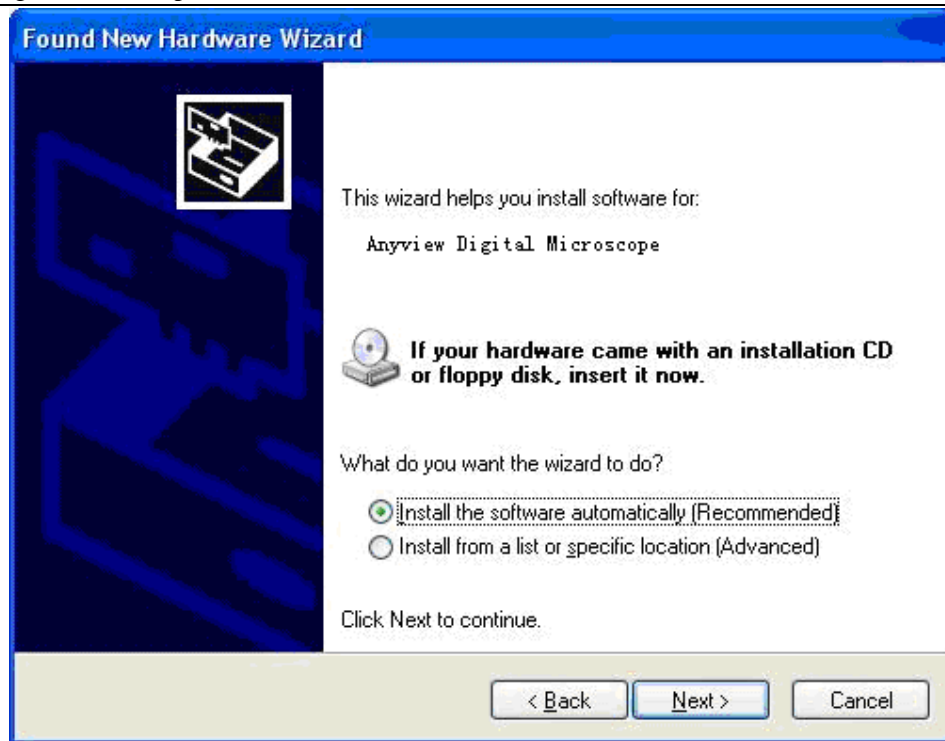 Found New Hardware Wizard
This wizard helps you install software for:
Anyview Digital Microscope
If your hardware came with an installation CD
or floppy disk, insert it now.
What do you want the wizard to do?
Install the software automatically (Recommended)
Install from a list or specific location (Advanced)
Click Next to continue.
< Back Next > Cancel